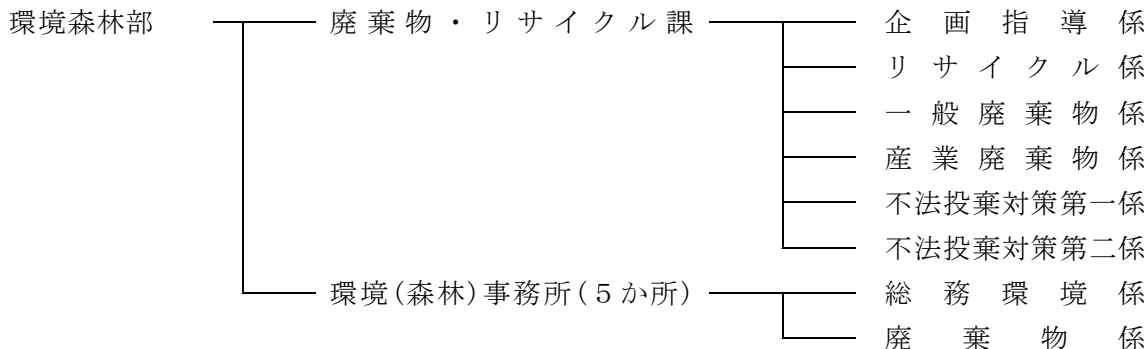 環境森林部 廃棄物・リサイクル課 企画指導係
リサイクル係
一般廃棄物係
産業廃棄物係
不法投棄対策第一係
不法投棄対策第二係
環境(森林)事務所(5か所) 総務環境係
廃棄物係